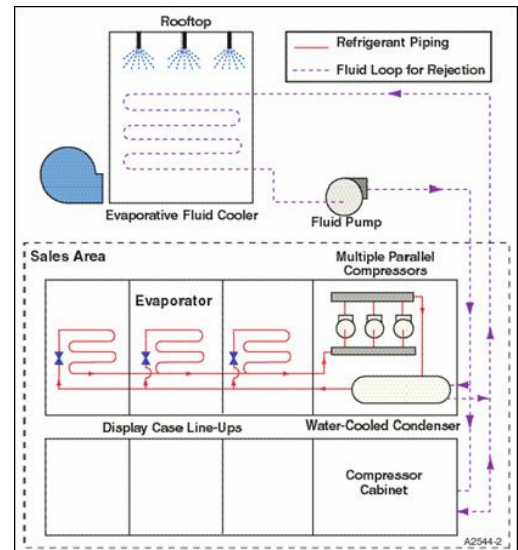 Rooftop
Refrigerant Piping
Fluid Loop for Rejection
Evaporative Fluid Cooler
Fluid Pump
Sales Area
Multiple Parallel
Compressors
Evaporator
Display Case Line-Ups
Water-Cooled Condenser
Compressor
Cabinet
A2544-2